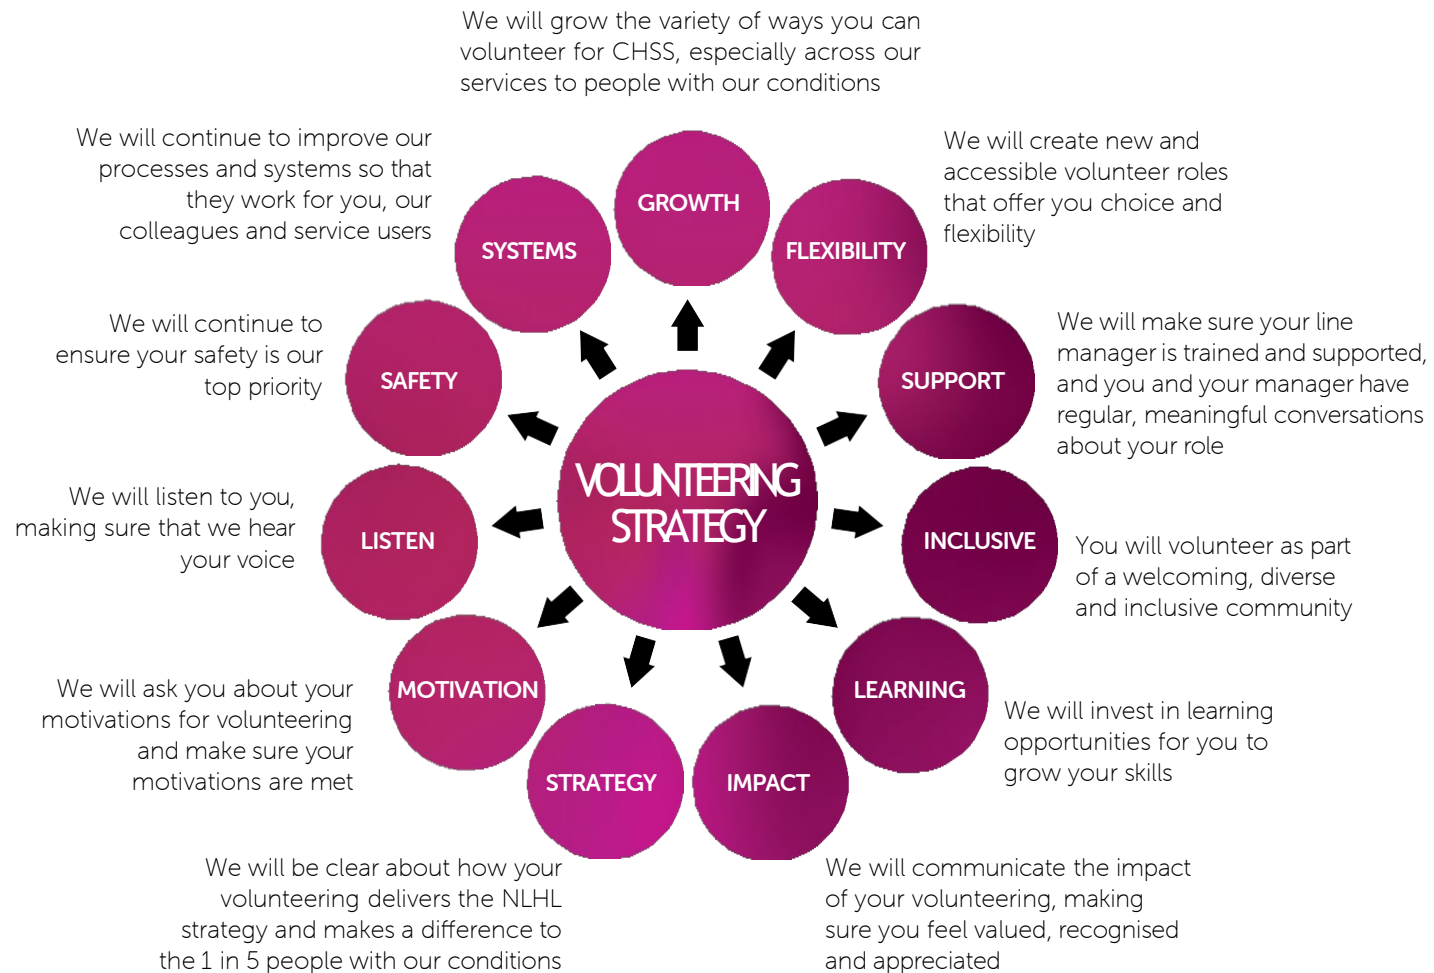 We will grow the variety of ways you can
volunteer for CHSS, especially across our
services to people with our conditions
GROWTH
We will create new and
accessible volunteer roles
that offer you choice and
flexibility
FLEXIBILITY
We will make sure your line
manager is trained and supported,
and you and your manager have
regular, meaningful conversations
about your role
SUPPORT
You will volunteer as part
of a welcoming, diverse
and inclusive community
INCLUSIVE
We will invest in learning
opportunities for you to
grow your skills
LEARNING
We will communicate the impact
of your volunteering, making
sure you feel valued, recognised
and appreciated
IMPACT
We will be clear about how your
volunteering delivers the NLHL
strategy and makes a difference to
the 1 in 5 people with our conditions
STRATEGY
We will ask you about your
motivations for volunteering
and make sure your
motivations are met
MOTIVATION
We will listen to you,
making sure that we hear
your voice
LISTEN
We will continue to
ensure your safety is our
top priority
SAFETY
We will continue to improve our
processes and systems so that
they work for you, our
colleagues and service users
SYSTEMS
VOLUNTEERING
STRATEGY